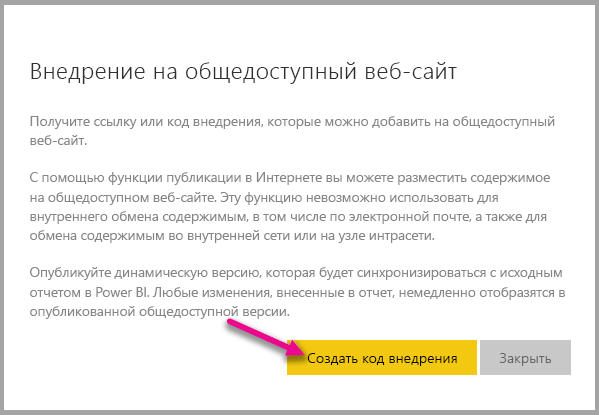 Внедрение на общедоступный веб-сайт
Получите ссылку или код внедрения, которые можно добавить на общедоступный
веб-сайт.
С помощью функции публикации в Интернете вы можете разместить содержимое
на общедоступном веб-сайте. Эту функцию невозможно использовать для
внутреннего обмена содержимым, в том числе по электронной почте, а также для
обмена содержимым во внутренней сети или на узле интрасети.
Опубликуйте динамическую версию, которая будет синхронизироваться с исходным
отчетом в Power BI. Любые изменения, внесенные в отчет, немедленно отобразятся в
опубликованной общедоступной версии.
Создать код внедрения
Закрыть